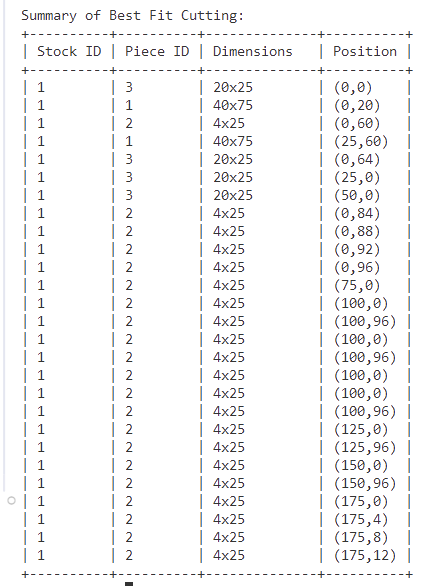 Summary of Best Fit Cutting:
+-----------+----------+--------------+----------+
| Stock ID | Piece ID | Dimensions | Position |
+-----------+----------+--------------+----------+
| 1 | 3 | 20x25 | (0,0) |
| 1 | 1 | 40x75 | (0,20) |
| 1 | 2 | 4x25 | (0,60) |
| 1 | 1 | 40x75 | (25,60) |
| 1 | 3 | 20x25 | (0,64) |
| 1 | 3 | 20x25 | (25,0) |
| 1 | 3 | 20x25 | (50,0) |
| 1 | 2 | 4x25 | (0,84) |
| 1 | 2 | 4x25 | (0,88) |
| 1 | 2 | 4x25 | (0,92) |
| 1 | 2 | 4x25 | (0,96) |
| 1 | 2 | 4x25 | (75,0) |
| 1 | 2 | 4x25 | (100,0) |
| 1 | 2 | 4x25 | (100,96) |
| 1 | 2 | 4x25 | (100,0) |
| 1 | 2 | 4x25 | (100,96) |
| 1 | 2 | 4x25 | (100,0) |
| 1 | 2 | 4x25 | (100,0) |
| 1 | 2 | 4x25 | (100,96) |
| 1 | 2 | 4x25 | (125,0) |
| 1 | 2 | 4x25 | (125,96) |
| 1 | 2 | 4x25 | (150,0) |
| 1 | 2 | 4x25 | (150,96) |
| 1 | 2 | 4x25 | (175,0) |
| 1 | 2 | 4x25 | (175,4) |
| 1 | 2 | 4x25 | (175,8) |
| 1 | 2 | 4x25 | (175,12) |
+-----------+----------+--------------+----------+